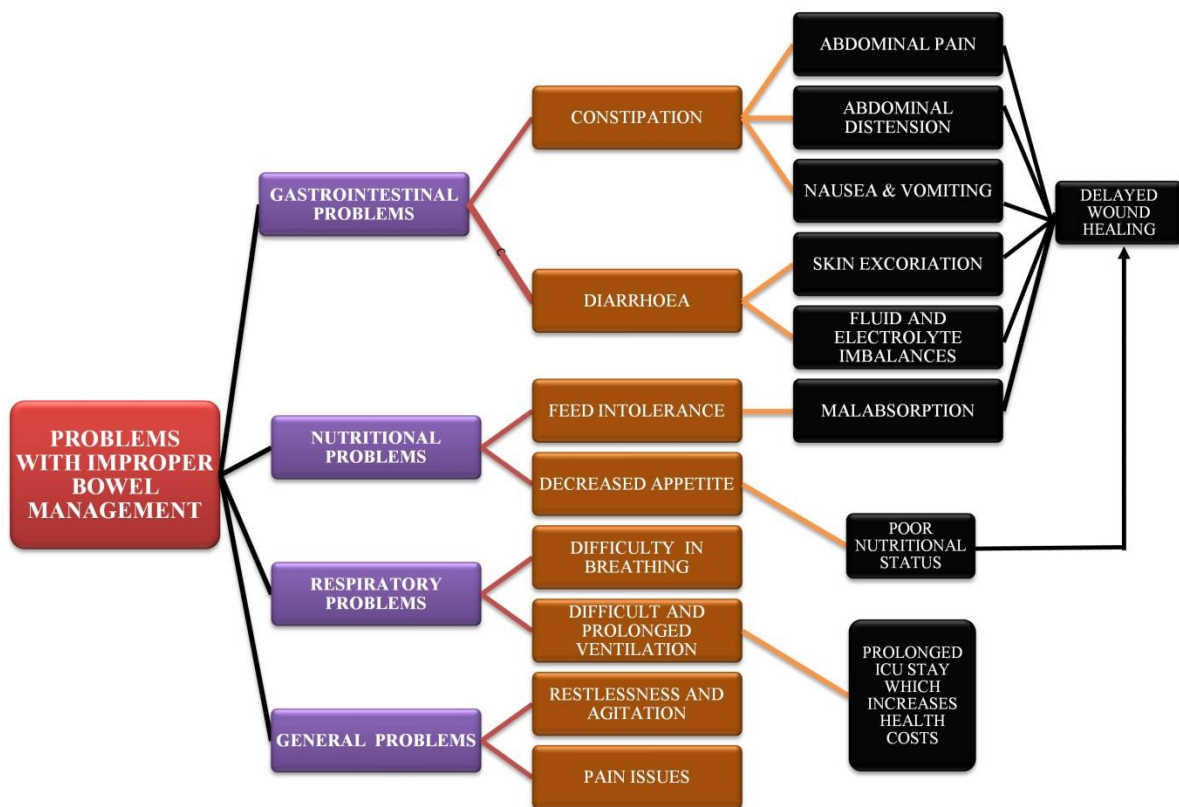 PROBLEMS
WITH IMPROPER
BOWEL
MANAGEMENT
GASTROINTESTINAL
PROBLEMS
NUTRITIONAL
PROBLEMS
RESPIRATORY
PROBLEMS
GENERAL PROBLEMS
CONSTIPATION
DIARRHOEA
FEED INTOLERANCE
DECREASED APPETITE
DIFFICULTY IN
BREATHING
DIFFICULT AND
PROLONGED
VENTILATION
RESTLESSNESS AND
AGITATION
PAIN ISSUES
ABDOMINAL PAIN
ABDOMINAL
DISTENSION
NAUSEA & VOMITING
SKIN EXCORIATION
FLUID AND
ELECTROLYTE
IMBALANCES
MALABSORPTION
POOR
NUTRITIONAL
STATUS
PROLONGED
ICU STAY
WHICH
INCREASES
HEALTH
COSTS
DELAYED
WOUND
HEALING